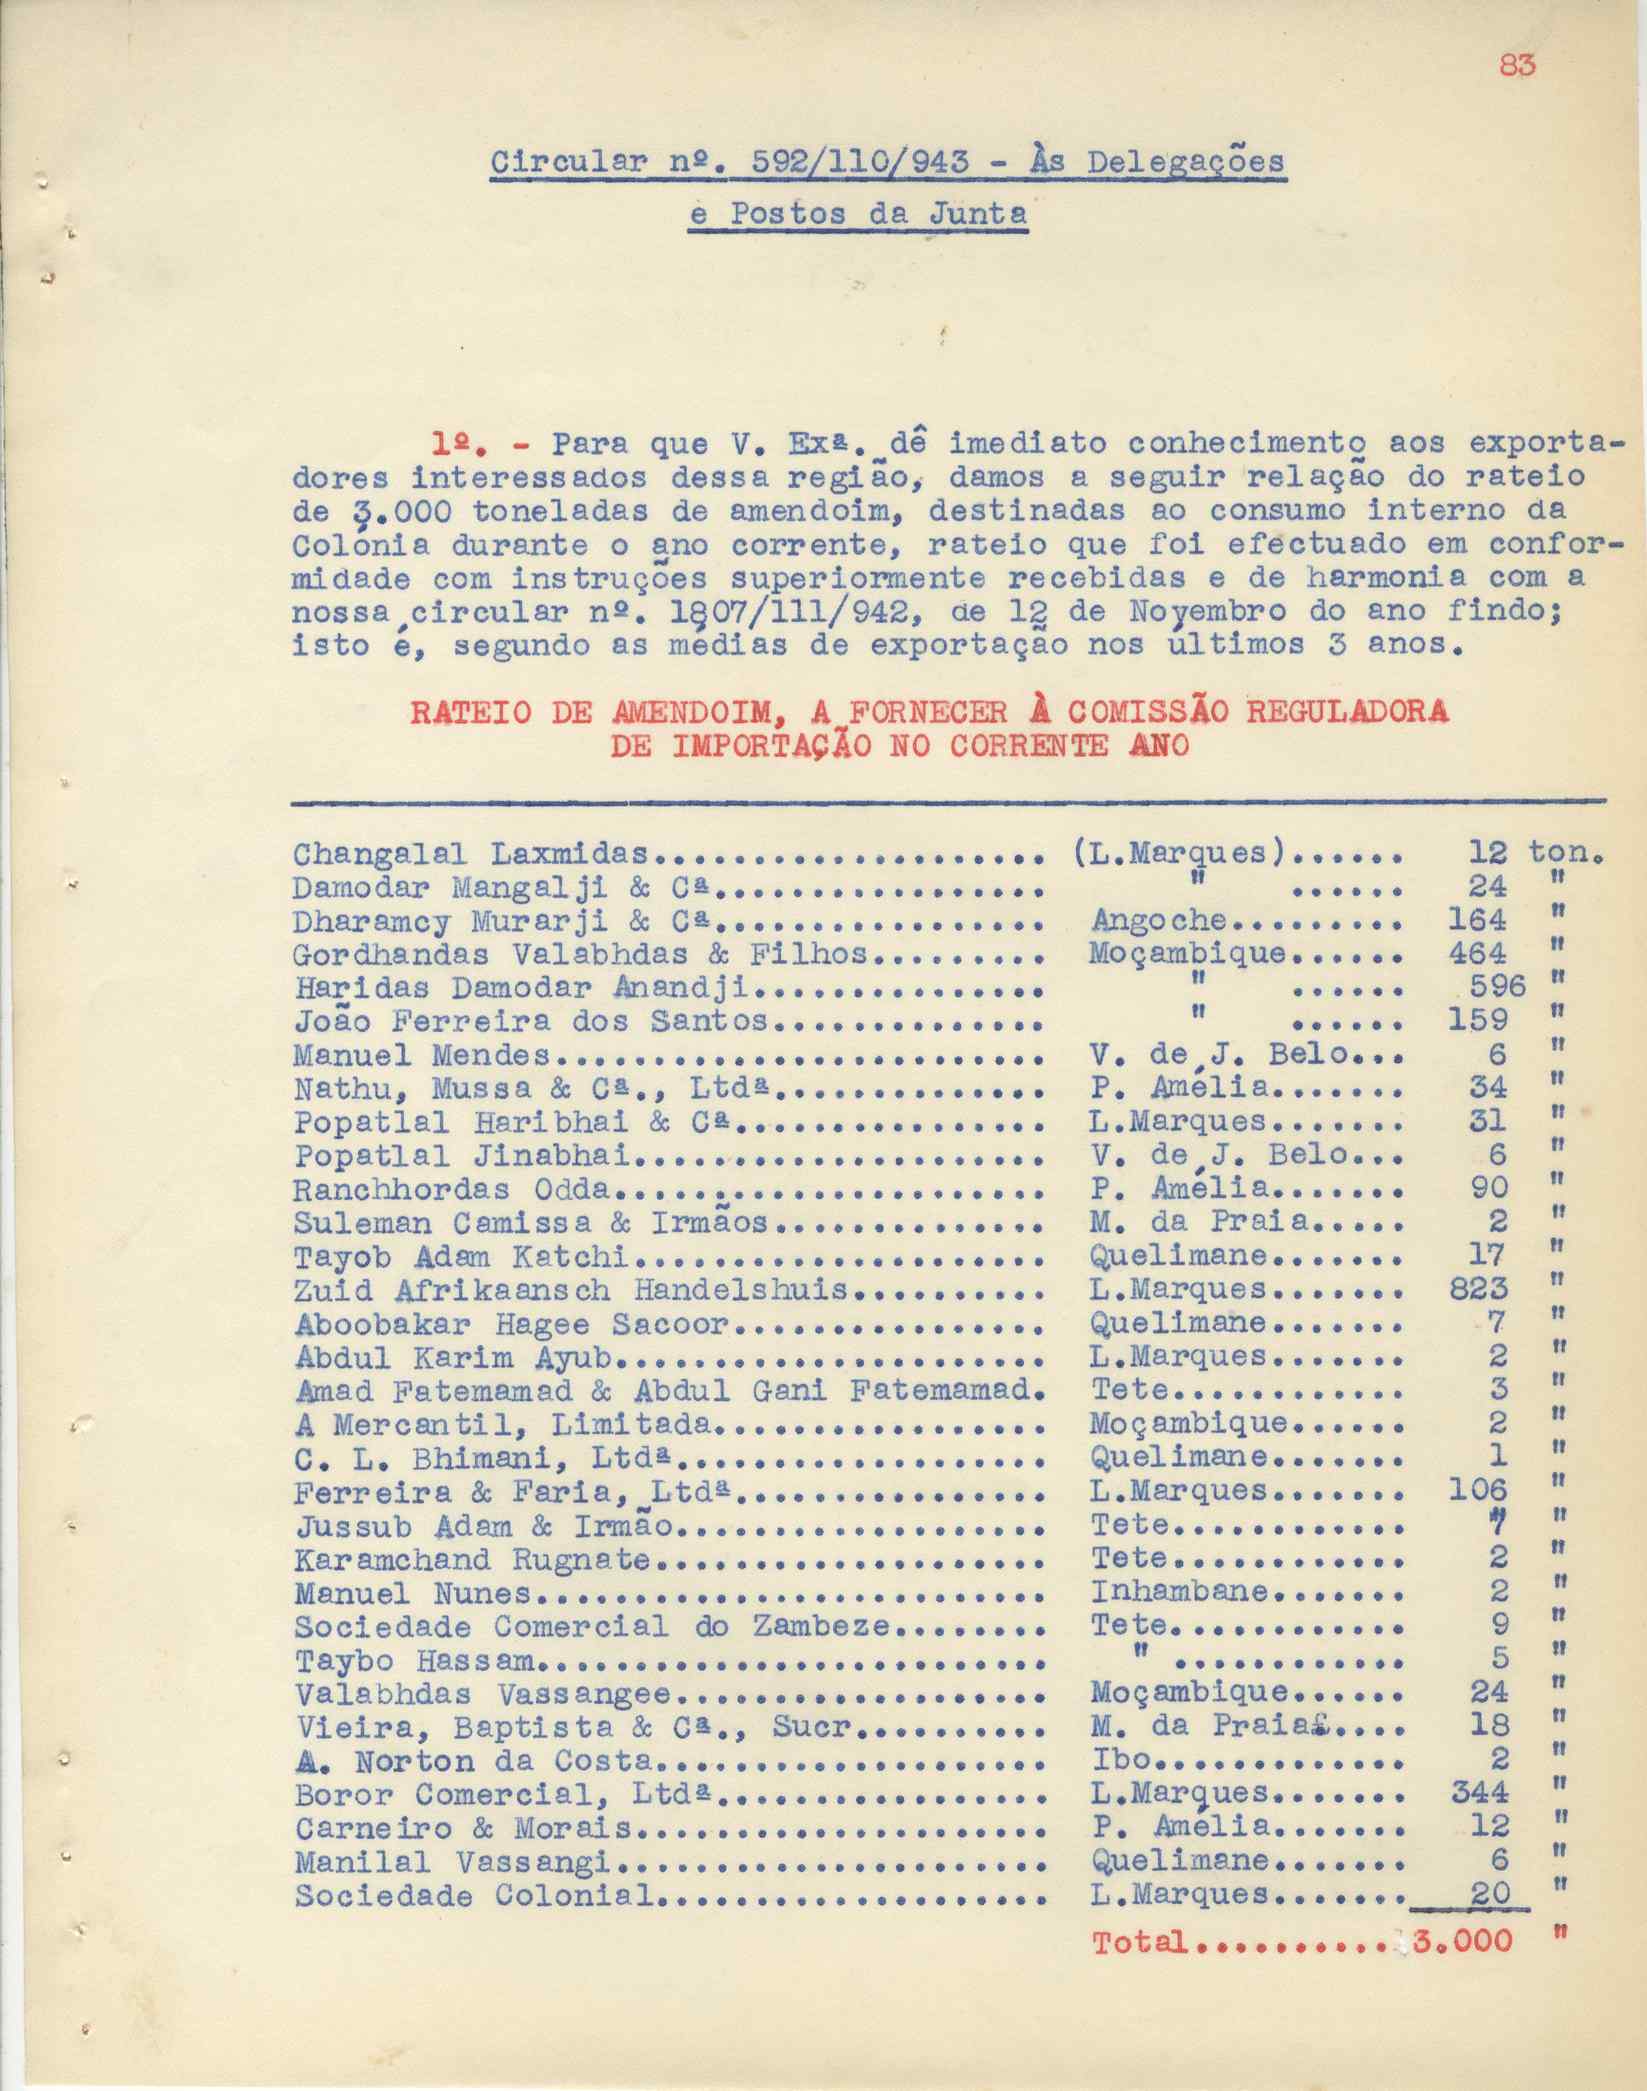 83
Circular nº. 592/110/943 - Às Delegações
e Postos da Junta
1º. - Para que V. Exª. dê imediato conhecimento aos exporta-
dores interessados dessa região, damos a seguir relação do rateio
de 3.000 toneladas de amendoim, destinadas ao consumo interno da
Colónia durante o ano corrente, rateio que foi efectuado em confor-
midade com instruções superiormente recebidas e de harmonia com a
nossa circular nº. 1807/111/942, de 12 de Novembro do ano findo;
isto é, segundo as médias de exportação nos últimos 3 anos.
RATEIO DE AMENDOIM, A FORNECER À COMISSÃO REGULADORA
DE IMPORTAÇÃO NO CORRENTE ANO
Changalal Laxmidas.................... (L.Marques)...... 12 ton.
Damodar Mangalji & Cª................. " ...... 24 "
Dharamcy Murarji & Cª................. Angoche......... 164 "
Gordhandas Valabhdas & Filhos......... Moçambique...... 464 "
Haridas Damodar Anandji............... " ...... 596 "
João Ferreira dos Santos.............. " ...... 159 "
Manuel Mendes......................... V. de J. Belo... 6 "
Nathu, Mussa & Cª., Ltdª.............. P. Amélia....... 34 "
Popatlal Haribhai & Cª................ L.Marques....... 31 "
Popatlal Jinabhai..................... V. de J. Belo... 6 "
Ranchhordas Odda...................... P. Amélia....... 90 "
Suleman Camissa & Irmãos.............. M. da Praia..... 2 "
Tayob Adam Katchi..................... Quelimane....... 17 "
Zuid Afrikaansch Handelshuis.......... L.Marques....... 823 "
Aboobakar Hagee Sacoor................ Quelimane....... 7 "
Abdul Karim Ayub...................... L.Marques....... 2 "
Amad Fatemamad & Abdul Gani Fatemamad. Tete............ 3 "
A Mercantil, Limitada................. Moçambique...... 2 "
C. L. Bhimani, Ltdª................... Quelimane....... 1 "
Ferreira & Faria, Ltdª................ L.Marques....... 106 "
Jussub Adam & Irmão................... Tete............ 7 "
Karamchand Rugnate.................... Tete............ 2 "
Manuel Nunes.......................... Inhambane....... 2 "
Sociedade Comercial do Zambeze........ Tete............ 9 "
Taybo Hassam.......................... " ............ 5 "
Valabhdas Vassangee................... Moçambique...... 24 "
Vieira, Baptista & Cª., Sucr.......... M. da Praia..... 18 "
A. Norton da Costa.................... Ibo............. 2 "
Boror Comercial, Ltdª................. L.Marques....... 344 "
Carneiro & Morais..................... P. Amélia....... 12 "
Manilal Vassangi...................... Quelimane....... 6 "
Sociedade Colonial.................... L.Marques....... 20 "
Total.......... 3.000 "